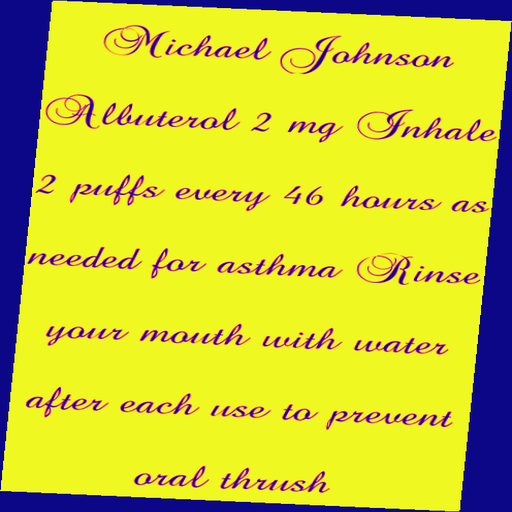 Michael Johnson
Albuterol 2 mg Inhale
2 puffs every 46 hours as
needed for asthma Rinse
your mouth with water
after each use to prevent
oral thrush